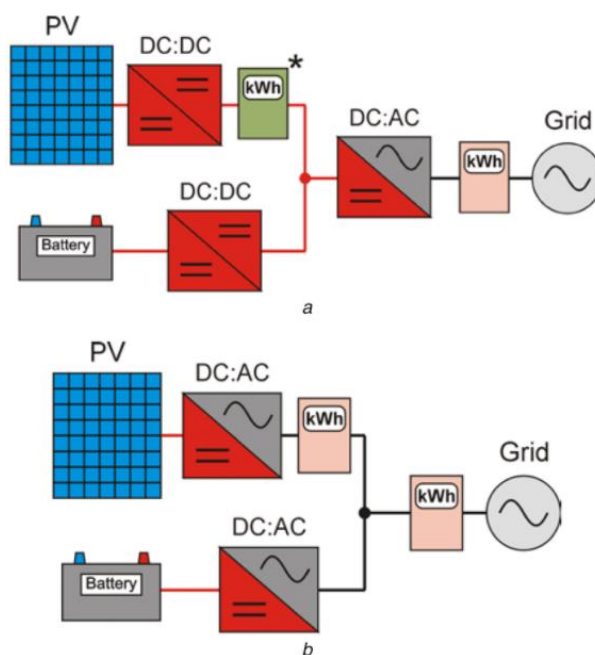 PV
DC:DC
kWh
*
DC:AC
kWh
Grid
DC:DC
Battery
a
PV
DC:AC
kWh
Grid
kWh
DC:AC
Battery
b